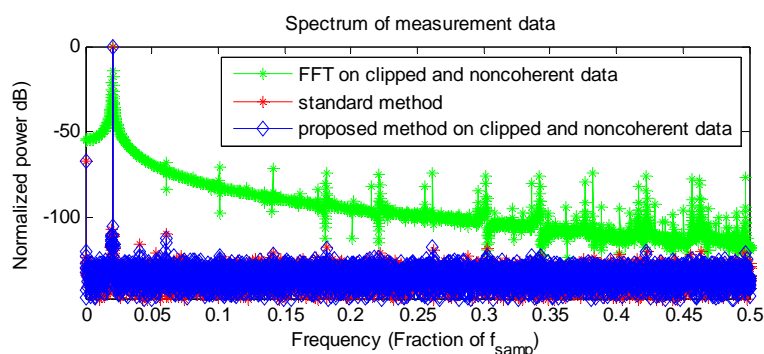 Spectrum of measurement data
Normalized power dB
0
-50
-100
FFT on clipped and noncoherent data
standard method
proposed method on clipped and noncoherent data
0 0.05 0.1 0.15 0.2 0.25 0.3 0.35 0.4 0.45 0.5
Frequency (Fraction of f_samp)